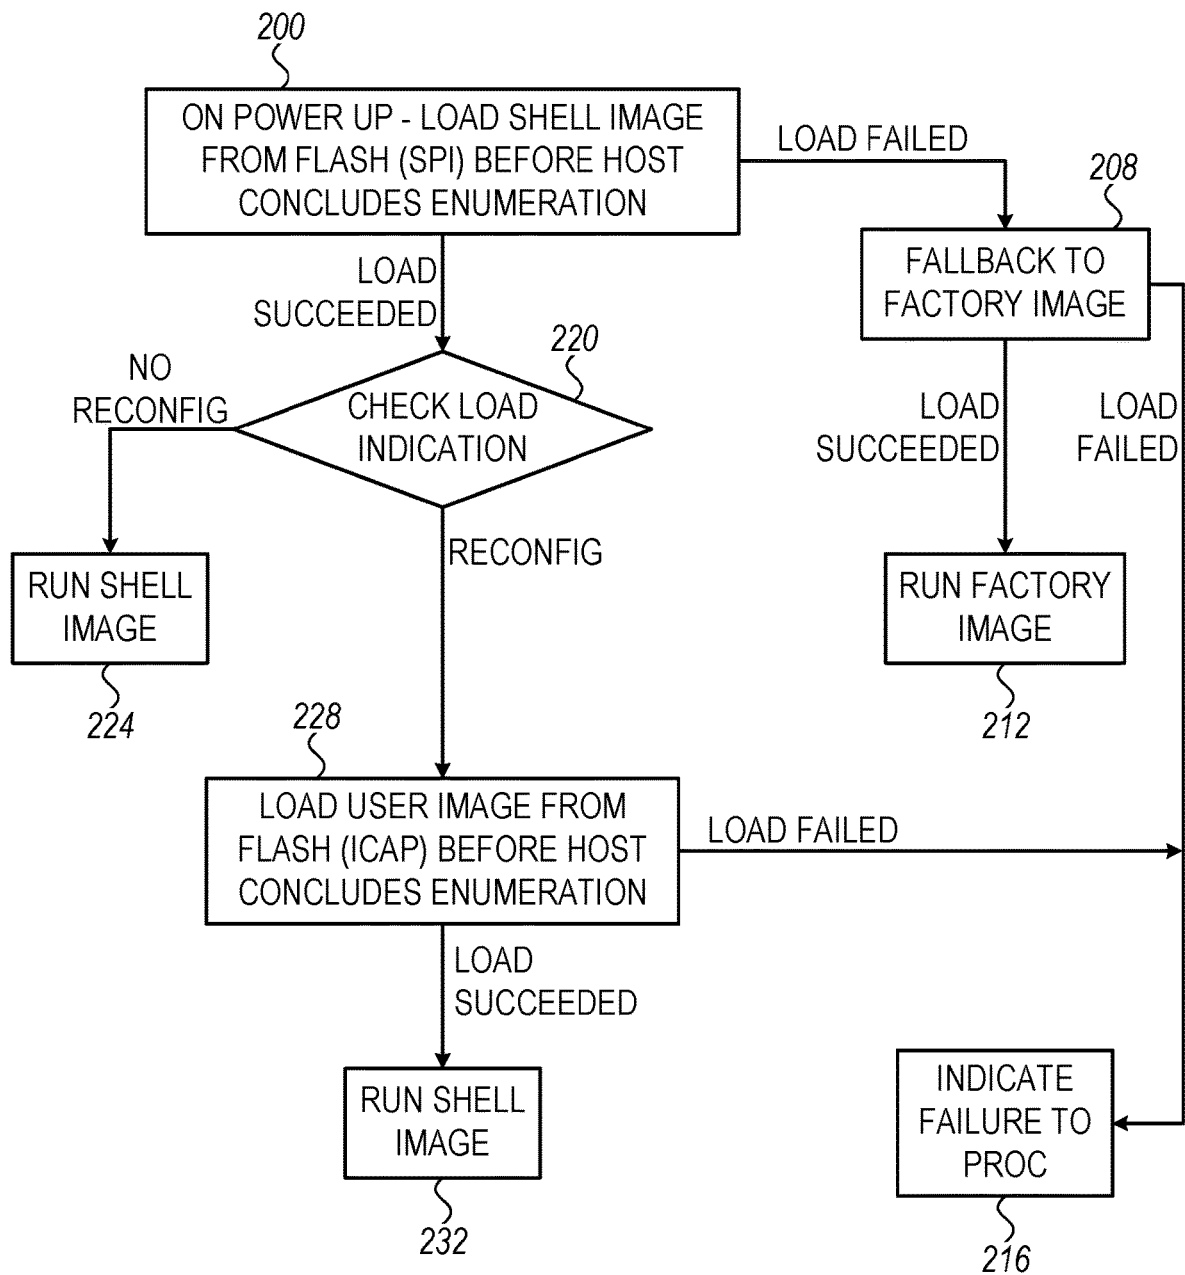 200
ON POWER UP - LOAD SHELL IMAGE
FROM FLASH (SPI) BEFORE HOST
CONCLUDES ENUMERATION
LOAD FAILED
208
FALLBACK TO
FACTORY IMAGE
LOAD
SUCCEEDED
220
CHECK LOAD
INDICATION
NO
RECONFIG
LOAD
SUCCEEDED
LOAD
FAILED
RECONFIG
RUN SHELL
IMAGE
224
RUN FACTORY
IMAGE
212
228
LOAD USER IMAGE FROM
FLASH (ICAP) BEFORE HOST
CONCLUDES ENUMERATION
LOAD FAILED
LOAD
SUCCEEDED
RUN SHELL
IMAGE
232
INDICATE
FAILURE TO
PROC
216